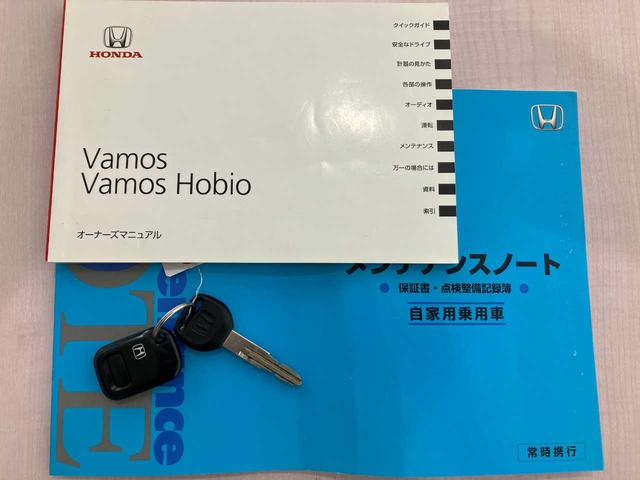 HONDA
Vamos
Vamos Hobio
オーナーズマニュアル
クイックガイド
安全なドライブ
計器の見かた
各部の操作
オーディオ
運転
メンテナンス
万一の場合には
資料
索引
メンテナンスノート
保証書・点検整備記録簿
自家用乗用車
常時携行